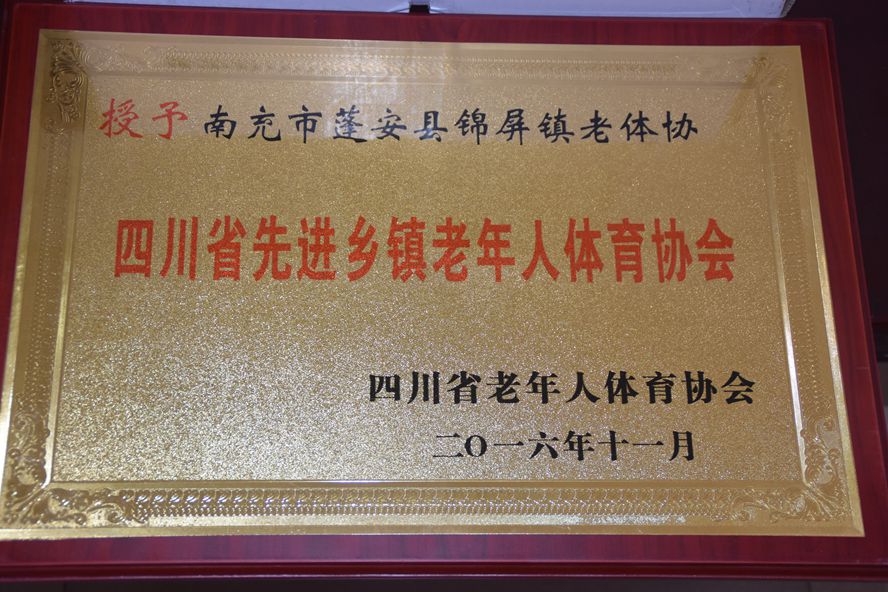 授予 南充市蓬安县锦屏镇老体协
四川省先进乡镇老年人体育协会
四川省老年人体育协会
二〇一六年十一月